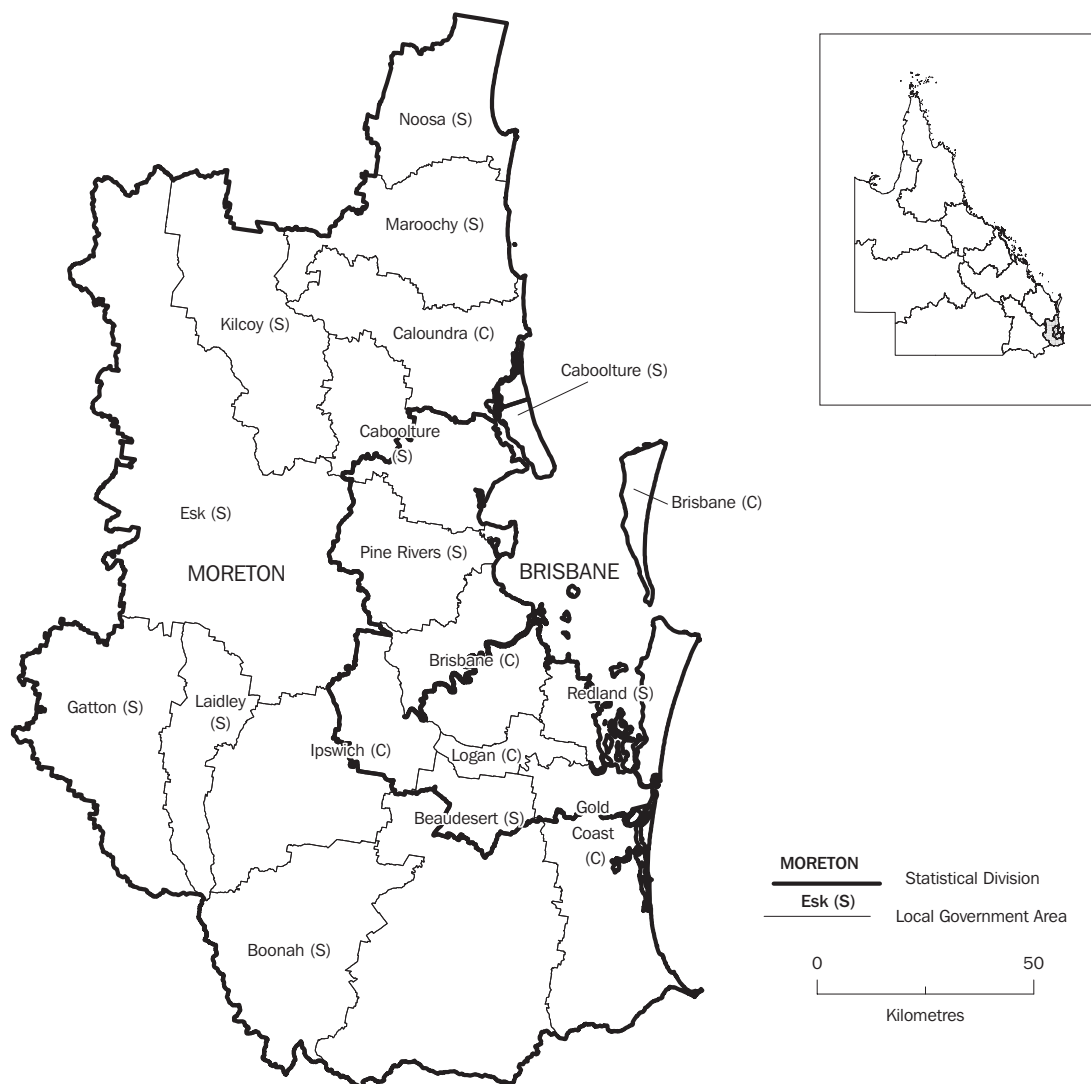 Noosa (S)
Maroochy (S)
Kilcoy (S)
Caloundra (C)
Caboolture (S)
Caboolture
(S)
Brisbane (C)
Esk (S)
Pine Rivers (S)
MORETON
BRISBANE
Brisbane (C)
Redland (S)
Gatton (S)
Laidley
(S)
Ipswich (C)
Logan (C)
Beaudesert (S)
Gold
Coast
(C)
Boonah (S)
MORETON
Statistical Division
Esk (S)
Local Government Area
0 50
Kilometres